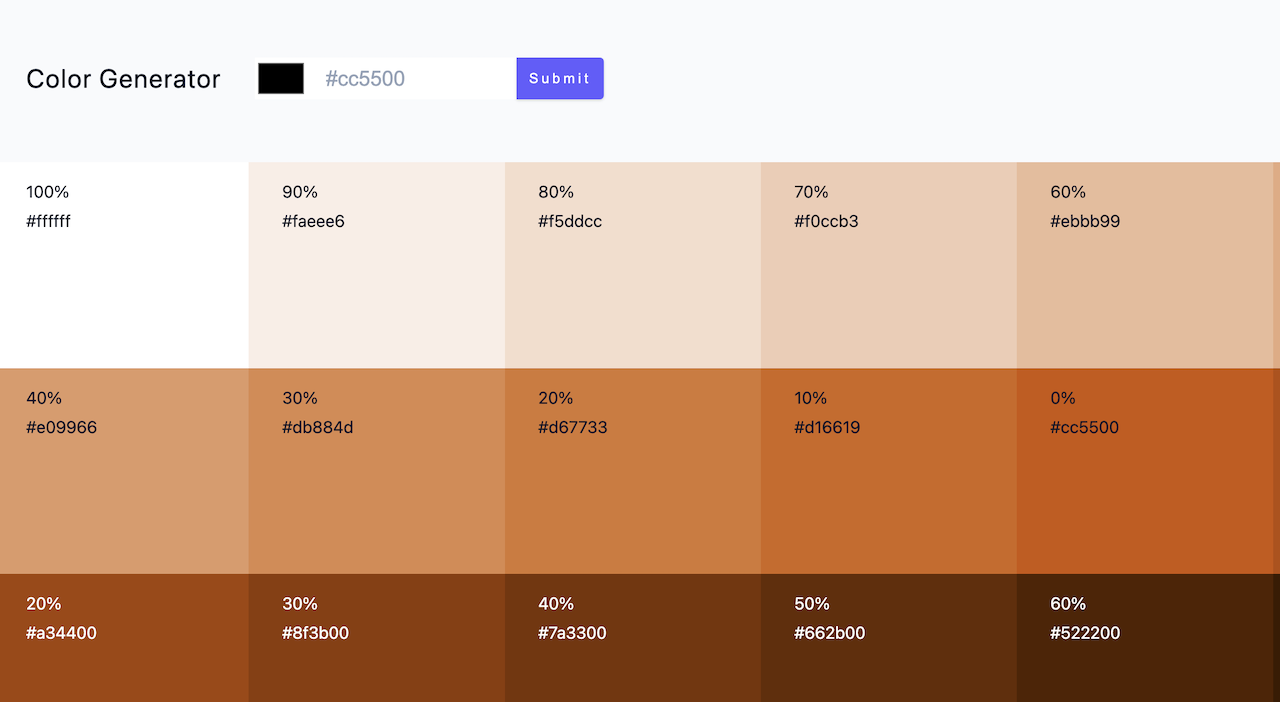 Color Generator
#cc5500
Submit
100%
#ffffff
90%
#faeee6
80%
#f5ddcc
70%
#f0ccb3
60%
#ebbb99
40%
#e09966
30%
#db884d
20%
#d67733
10%
#d16619
0%
#cc5500
20%
#a34400
30%
#8f3b00
40%
#7a3300
50%
#662b00
60%
#522200